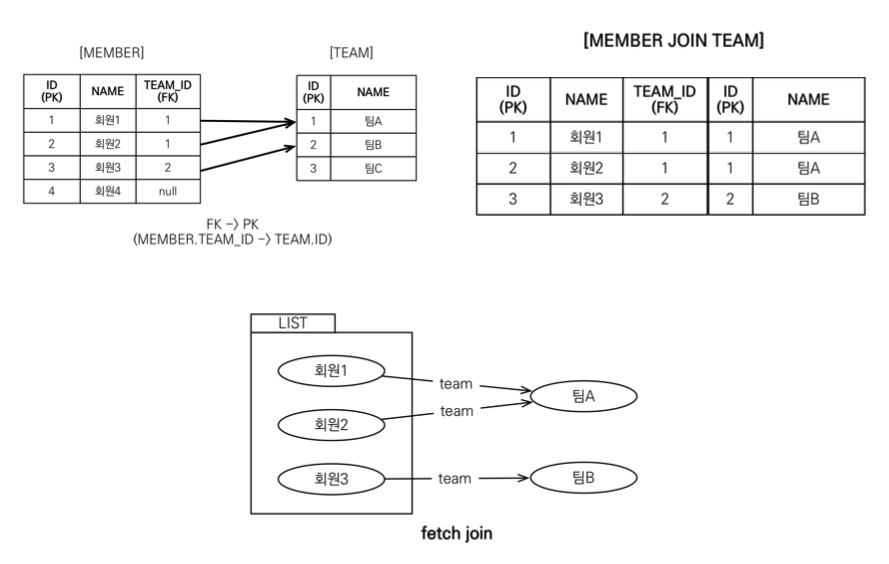 [MEMBER]
ID (PK) NAME TEAM_ID (FK)
1 회원1 1
2 회원2 1
3 회원3 2
4 회원4 null
[TEAM]
ID (PK) NAME
1 팀A
2 팀B
3 팀C
FK -> PK
(MEMBER.TEAM_ID -> TEAM.ID)
[MEMBER JOIN TEAM]
ID (PK) NAME TEAM_ID (FK) ID (PK) NAME
1 회원1 1 1 팀A
2 회원2 1 1 팀A
3 회원3 2 2 팀B
LIST
회원1 team 팀A
회원2 team
회원3 team 팀B
fetch join